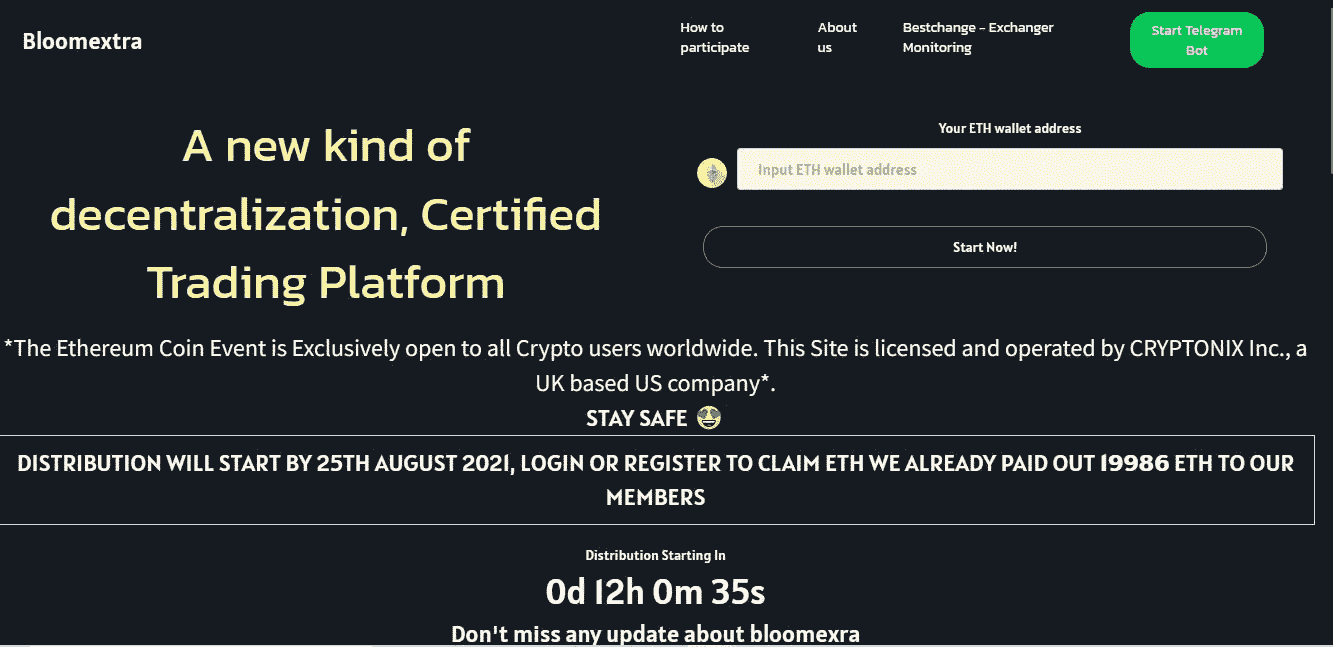 Bloomextra
How to
participate
About
us
Bestchange - Exchanger
Monitoring
Start Telegram
Bot
A new kind of
decentralization, Certified
Trading Platform
Your ETH wallet address
Input ETH wallet address
Start Now!
*The Ethereum Coin Event is Exclusively open to all Crypto users worldwide. This Site is licensed and operated by CRYPTONIX Inc., a
UK based US company*.
STAY SAFE 🤩
DISTRIBUTION WILL START BY 25TH AUGUST 2021, LOGIN OR REGISTER TO CLAIM ETH WE ALREADY PAID OUT 19986 ETH TO OUR
MEMBERS
Distribution Starting In
0d 12h 0m 35s
Don't miss any update about bloomexra